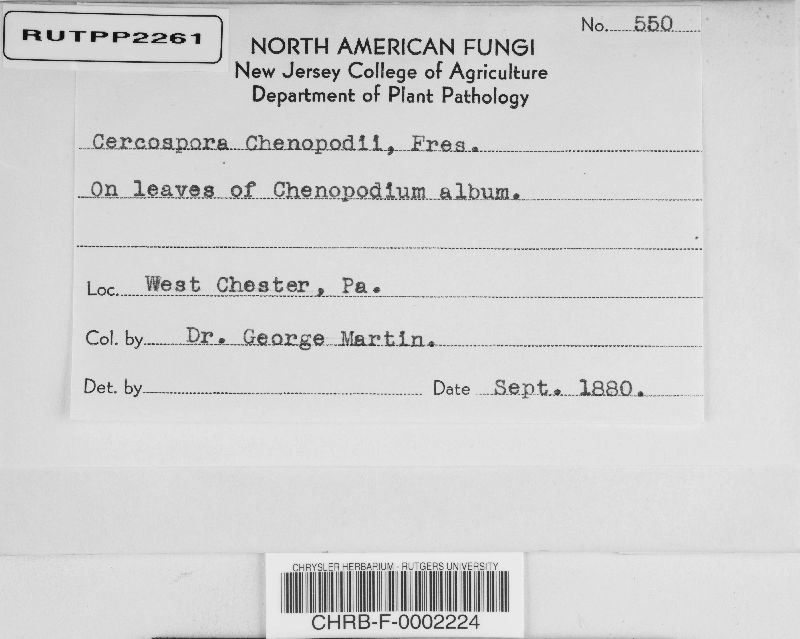 RUTPP2261
No. 550
NORTH AMERICAN FUNGI
New Jersey College of Agriculture
Department of Plant Pathology
Cercospora Chenopodii, Fres.
On leaves of Chenopodium album.
Loc. West Chester, Pa.
Col. by Dr. George Martin.
Det. by Date Sept. 1880.
CHRYSLER HERBARIUM - RUTGERS UNIVERSITY
CHRB-F-0002224